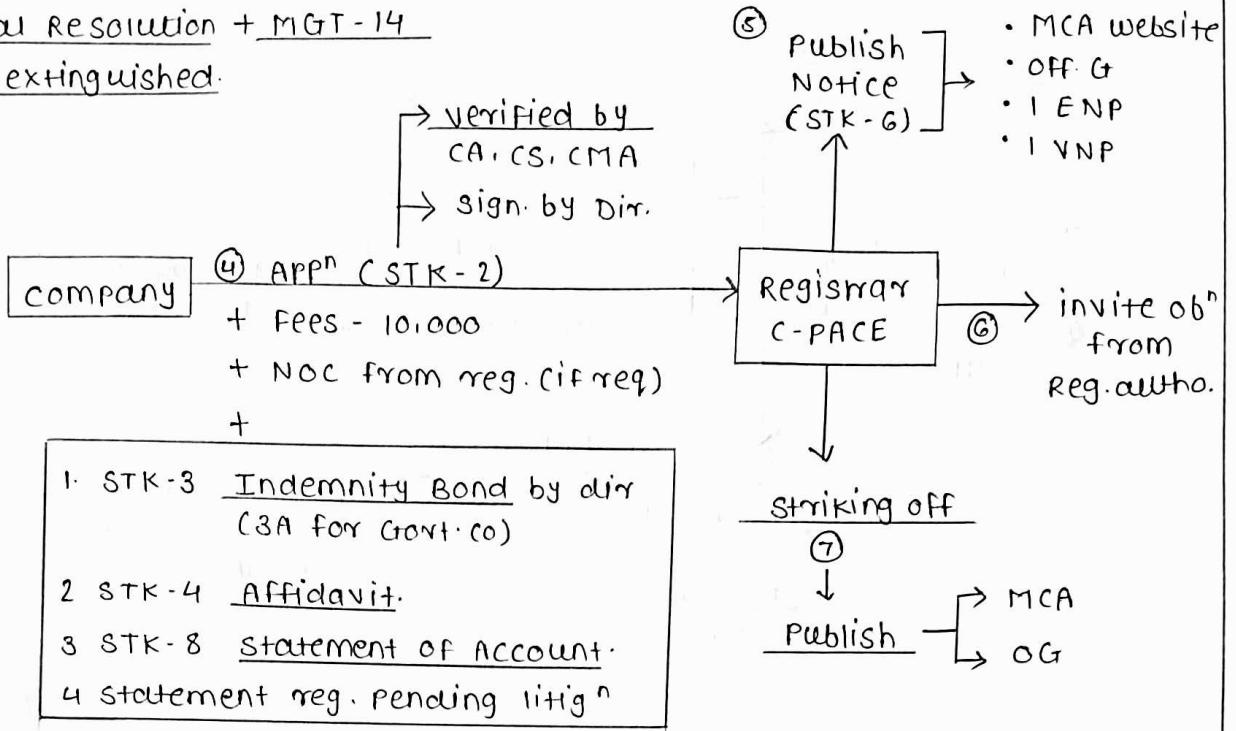 Resolution + MGT-14
extinguished.
→ verified by
CA, CS, CMA
→ sign. by Dir.
company
④ Appⁿ (STK-2)
+ Fees - 10,000
+ NOC from reg. (if req)
+
1. STK-3 Indemnity Bond by dir
(3A for Govt. co)
2 STK-4 Affidavit.
3 STK-8 Statement of Account.
4 Statement reg. pending litigⁿ
⑤ Publish
Notice
(STK-6)
• MCA website
• OFF. G
• 1 ENP
• 1 VNP
Registrar
C-PACE
⑥ → invite obⁿ
from
Reg. autho.
Striking off
⑦
↓
Publish
→ MCA
→ OG